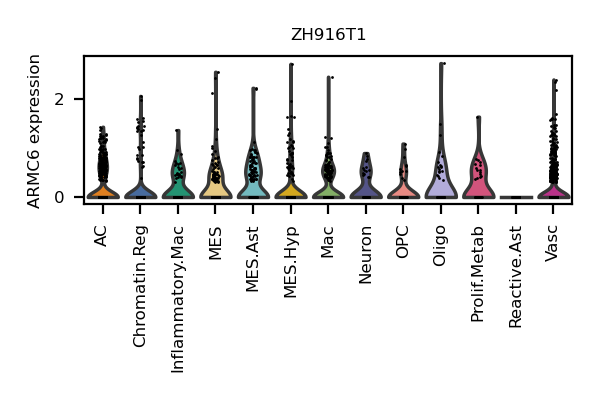 ZH916T1
ARMC6 expression
2
0
AC
Chromatin.Reg
Inflammatory.Mac
MES
MES.Ast
MES.Hyp
Mac
Neuron
OPC
Oligo
Prolif.Metab
Reactive.Ast
Vasc